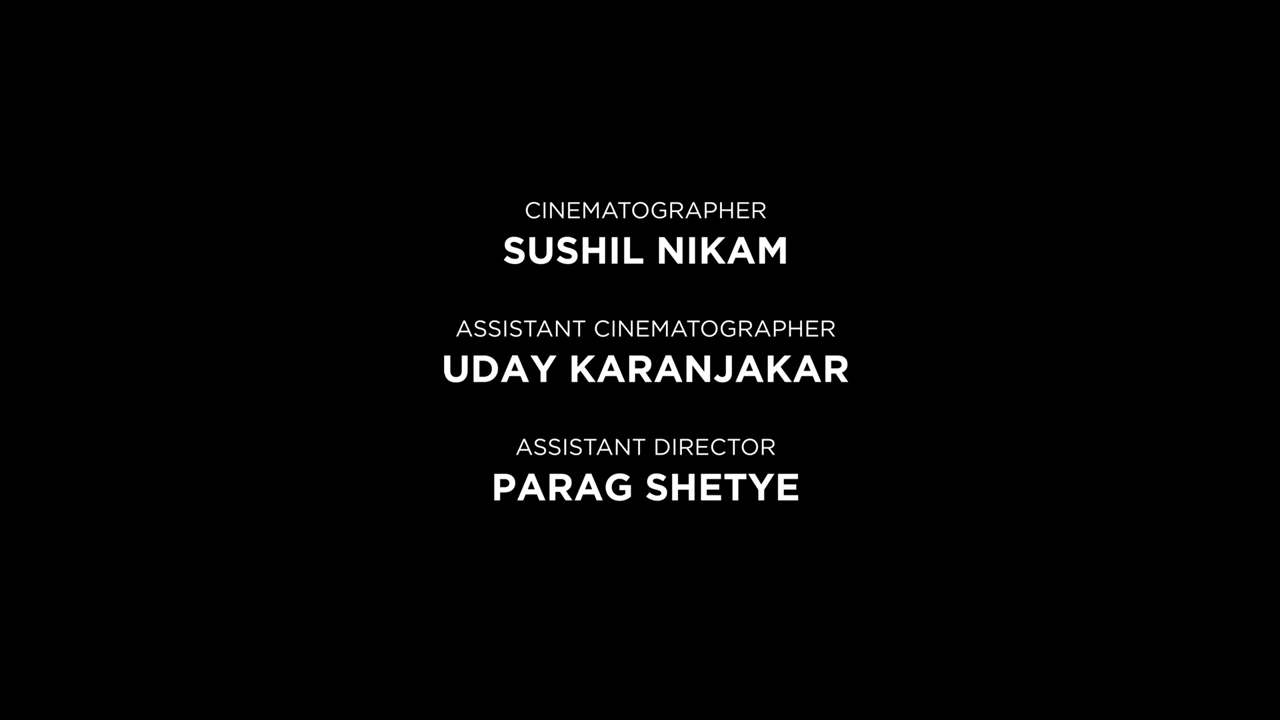 CINEMATOGRAPHER
SUSHIL NIKAM
ASSISTANT CINEMATOGRAPHER
UDAY KARANJAKAR
ASSISTANT DIRECTOR
PARAG SHETYE